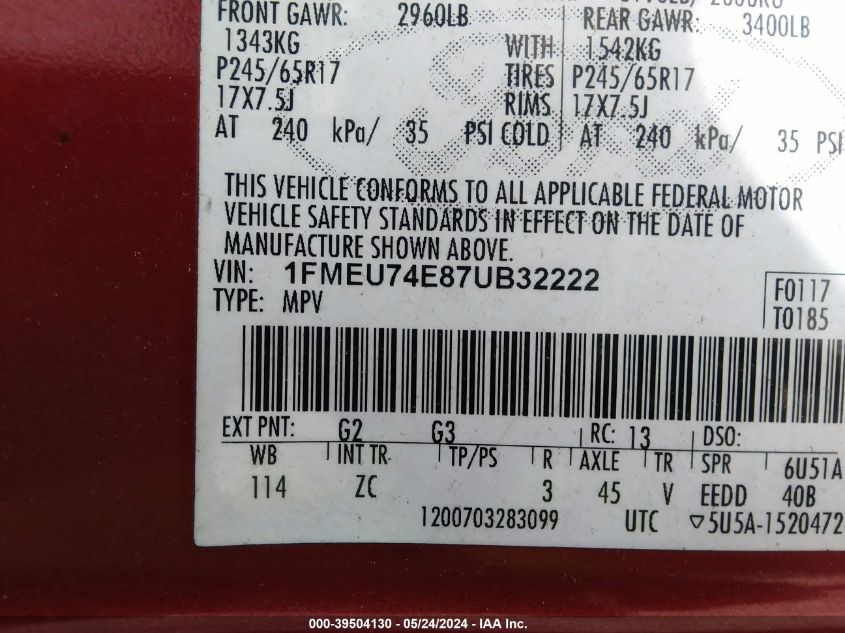 FRONT GAWR: 2960LB REAR GAWR: 3400LB
1343KG WITH 1542KG
P245/65R17 TIRES P245/65R17
17X7.5J RIMS 17X7.5J
AT 240 kPa/ 35 PSI COLD AT 240 kPa/ 35 PSI
THIS VEHICLE CONFORMS TO ALL APPLICABLE FEDERAL MOTOR
VEHICLE SAFETY STANDARDS IN EFFECT ON THE DATE OF
MANUFACTURE SHOWN ABOVE.
VIN: 1FMEU74E87UB32222
TYPE: MPV
F0117
T0185
EXT PNT: G2 G3 RC: 13 DSO:
WB INT TR TP/PS R AXLE TR SPR 6U51A
114 ZC 3 45 V EEDD 40B
1200703283099 UTC ▽5U5A-1520472
000-39504130 - 05/24/2024 - IAA Inc.